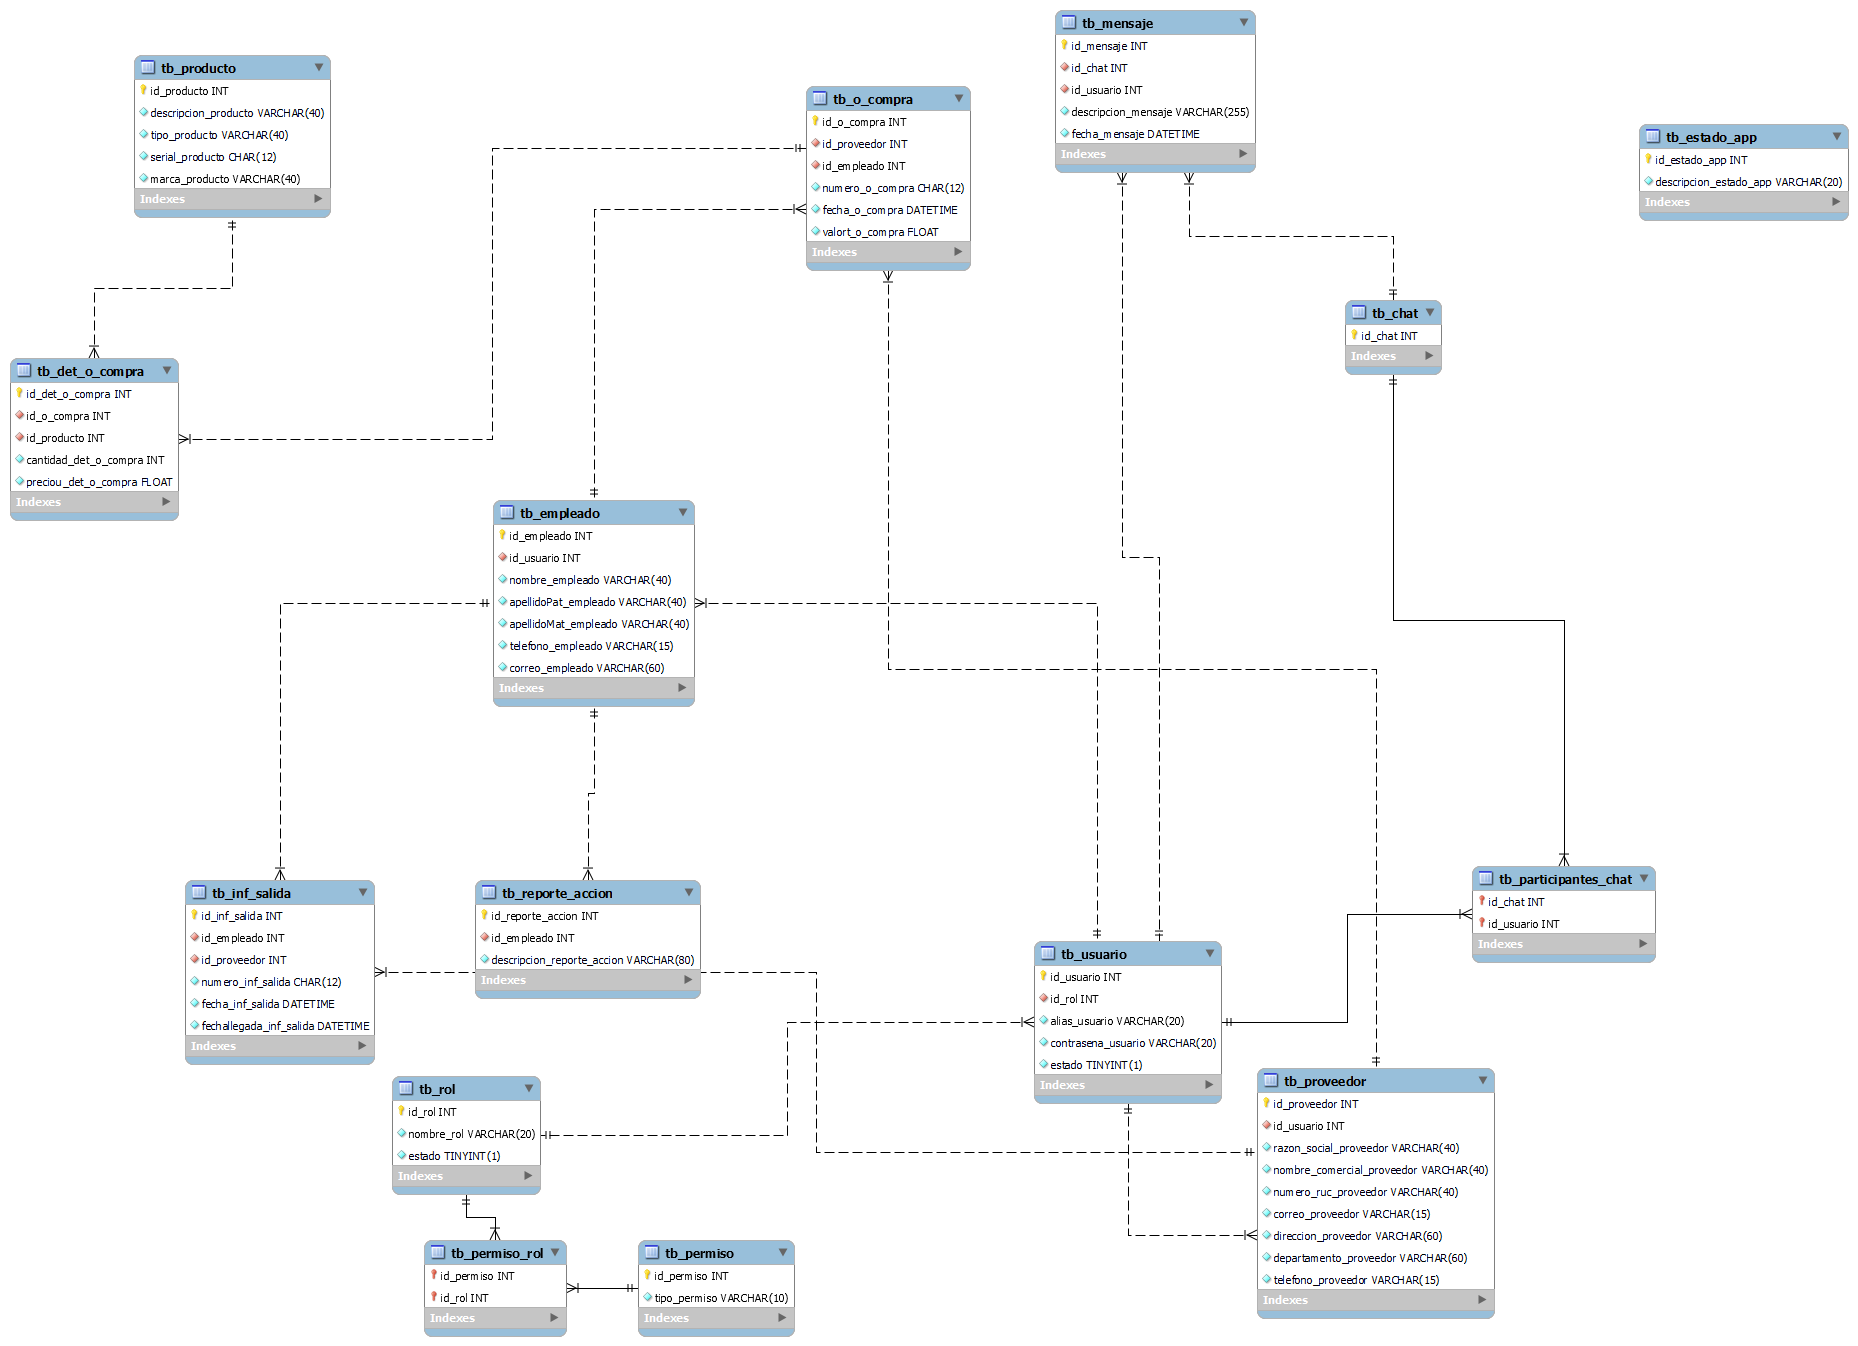 tb_producto
id_producto INT
descripcion_producto VARCHAR(40)
tipo_producto VARCHAR(40)
serial_producto CHAR(12)
marca_producto VARCHAR(40)
Indexes
tb_o_compra
id_o_compra INT
id_proveedor INT
id_empleado INT
numero_o_compra CHAR(12)
fecha_o_compra DATETIME
valort_o_compra FLOAT
Indexes
tb_mensaje
id_mensaje INT
id_chat INT
id_usuario INT
descripcion_mensaje VARCHAR(255)
fecha_mensaje DATETIME
Indexes
tb_estado_app
id_estado_app INT
descripcion_estado_app VARCHAR(20)
Indexes
tb_chat
id_chat INT
Indexes
tb_det_o_compra
id_det_o_compra INT
id_o_compra INT
id_producto INT
cantidad_det_o_compra INT
preciou_det_o_compra FLOAT
Indexes
tb_empleado
id_empleado INT
id_usuario INT
nombre_empleado VARCHAR(40)
apellidoPat_empleado VARCHAR(40)
apellidoMat_empleado VARCHAR(40)
telefono_empleado VARCHAR(15)
correo_empleado VARCHAR(60)
Indexes
tb_inf_salida
id_inf_salida INT
id_empleado INT
id_proveedor INT
numero_inf_salida CHAR(12)
fecha_inf_salida DATETIME
fechallegada_inf_salida DATETIME
Indexes
tb_reporte_accion
id_reporte_accion INT
id_empleado INT
descripcion_reporte_accion VARCHAR(80)
Indexes
tb_usuario
id_usuario INT
id_rol INT
alias_usuario VARCHAR(20)
contrasena_usuario VARCHAR(20)
estado TINYINT(1)
Indexes
tb_participantes_chat
id_chat INT
id_usuario INT
Indexes
tb_rol
id_rol INT
nombre_rol VARCHAR(20)
estado TINYINT(1)
Indexes
tb_proveedor
id_proveedor INT
id_usuario INT
razon_social_proveedor VARCHAR(40)
nombre_comercial_proveedor VARCHAR(40)
numero_ruc_proveedor VARCHAR(40)
correo_proveedor VARCHAR(15)
direccion_proveedor VARCHAR(60)
departamento_proveedor VARCHAR(60)
telefono_proveedor VARCHAR(15)
Indexes
tb_permiso_rol
id_permiso INT
id_rol INT
Indexes
tb_permiso
id_permiso INT
tipo_permiso VARCHAR(10)
Indexes